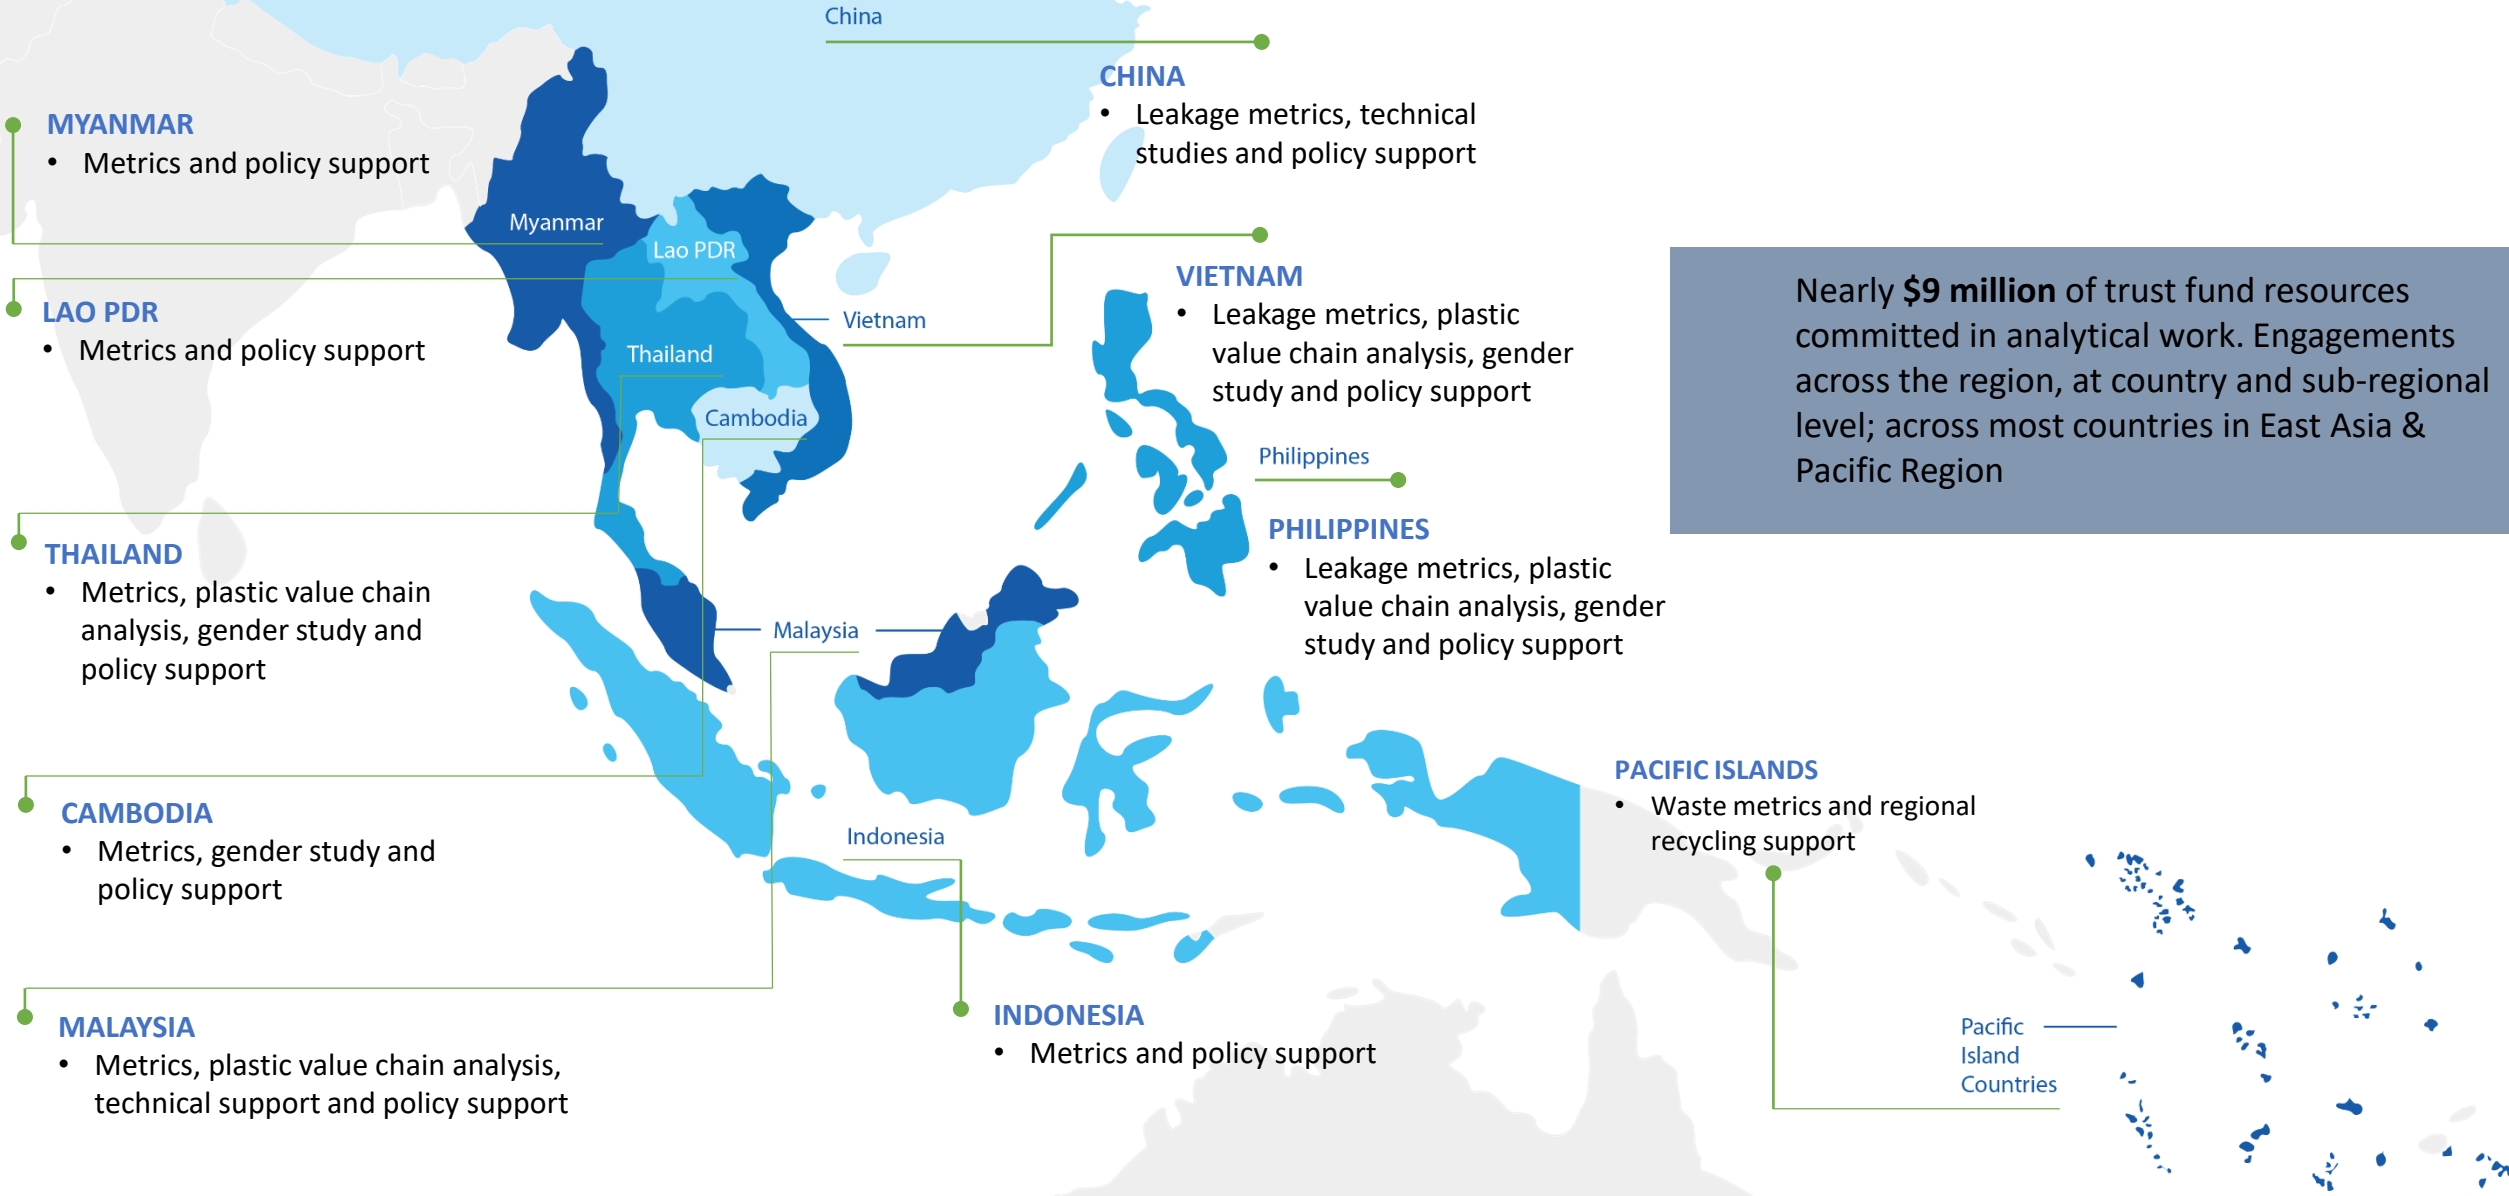 China
CHINA
• Leakage metrics, technical
studies and policy support
MYANMAR
• Metrics and policy support
Myanmar
Lao PDR
LAO PDR
• Metrics and policy support
VIETNAM
• Leakage metrics, plastic
value chain analysis, gender
study and policy support
Vietnam
Thailand
Cambodia
Nearly $9 million of trust fund resources
committed in analytical work. Engagements
across the region, at country and sub-regional
level; across most countries in East Asia &
Pacific Region
Philippines
PHILIPPINES
• Leakage metrics, plastic
value chain analysis, gender
study and policy support
THAILAND
• Metrics, plastic value chain
analysis, gender study and
policy support
Malaysia
PACIFIC ISLANDS
• Waste metrics and regional
recycling support
CAMBODIA
• Metrics, gender study and
policy support
Indonesia
MALAYSIA
• Metrics, plastic value chain analysis,
technical support and policy support
INDONESIA
• Metrics and policy support
Pacific
Island
Countries